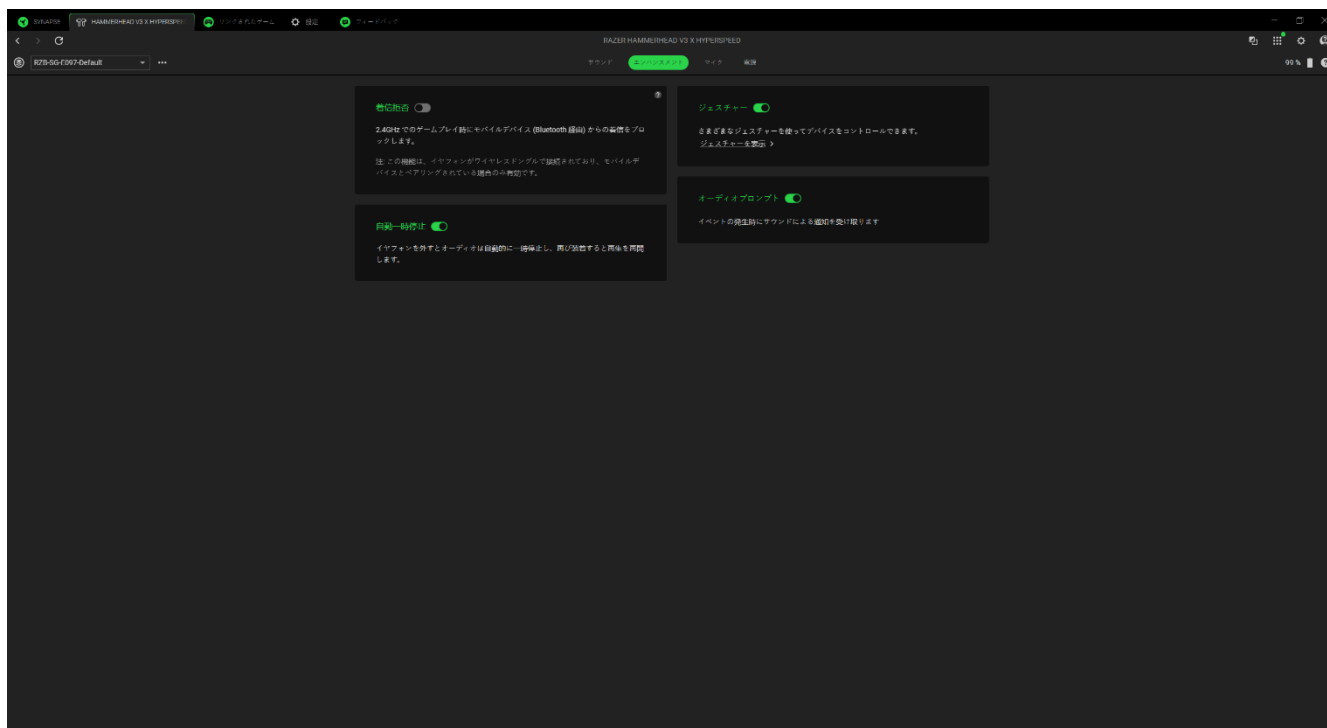 SYNAPSE
HAMMERHEAD V3 X HYPERSPEED
リンクされたゲーム
設定
フィードバック
RAZER HAMMERHEAD V3 X HYPERSPEED
RZB-SG-E097-Default
サウンド
エンハンスメント
マイク
電源
99 %
着信拒否
2.4GHz でのゲームプレイ時にモバイルデバイス (Bluetooth 経由) からの着信をブロ
ックします。
注: この機能は、イヤフォンがワイヤレスドングルで接続されており、モバイルデ
バイスとペアリングされている場合のみ有効です。
自動一時停止
イヤフォンを外すとオーディオは自動的に一時停止し、再び装着すると再生を再開
します。
ジェスチャー
さまざまなジェスチャーを使ってデバイスをコントロールできます。
ジェスチャーを表示 >
オーディオプロンプト
イベントの発生時にサウンドによる通知を受け取ります